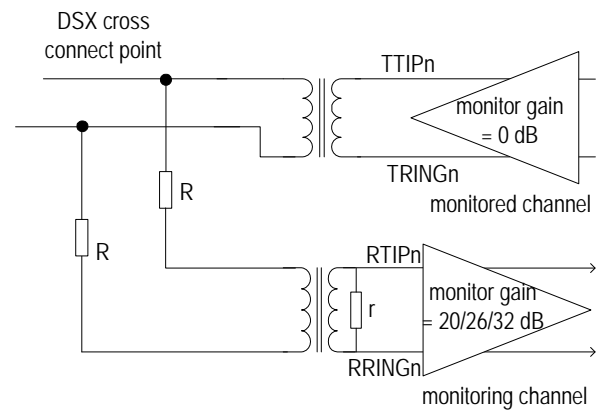 DSX cross
connect point
TTIPn
monitor gain
= 0 dB
TRINGn
monitored channel
R
R
RTIPn
monitor gain
= 20/26/32 dB
r
RRINGn
monitoring channel